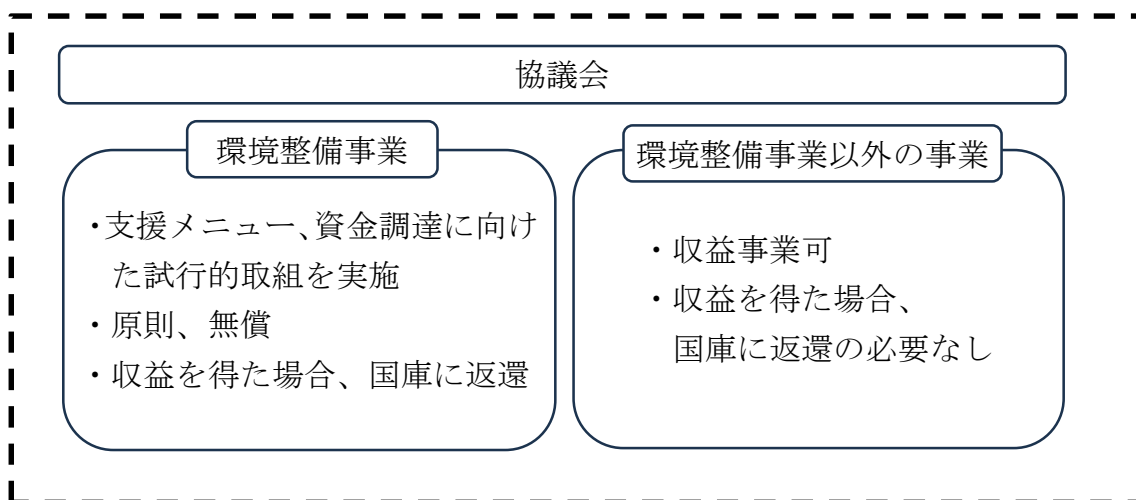 協議会
環境整備事業
・支援メニュー、資金調達に向け
た試行的取組を実施
・原則、無償
・収益を得た場合、国庫に返還
環境整備事業以外の事業
・収益事業可
・収益を得た場合、
国庫に返還の必要なし